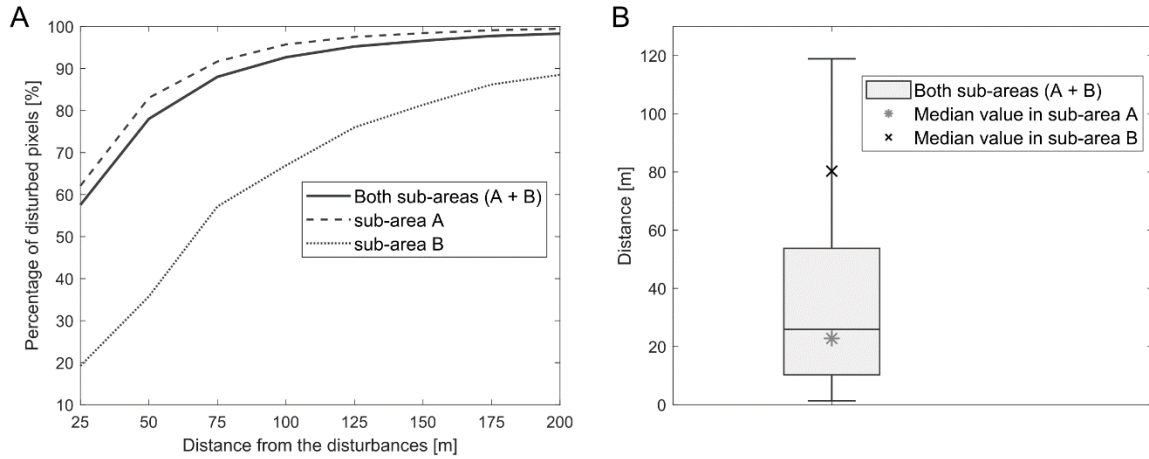 A
Percentage of disturbed pixels [%]
100
90
80
70
60
50
40
30
20
10
25
50
75
100
125
150
175
200
Distance from the disturbances [m]
Both sub-areas (A + B)
sub-area A
sub-area B
B
Distance [m]
120
100
80
60
40
20
0
Both sub-areas (A + B)
Median value in sub-area A
Median value in sub-area B